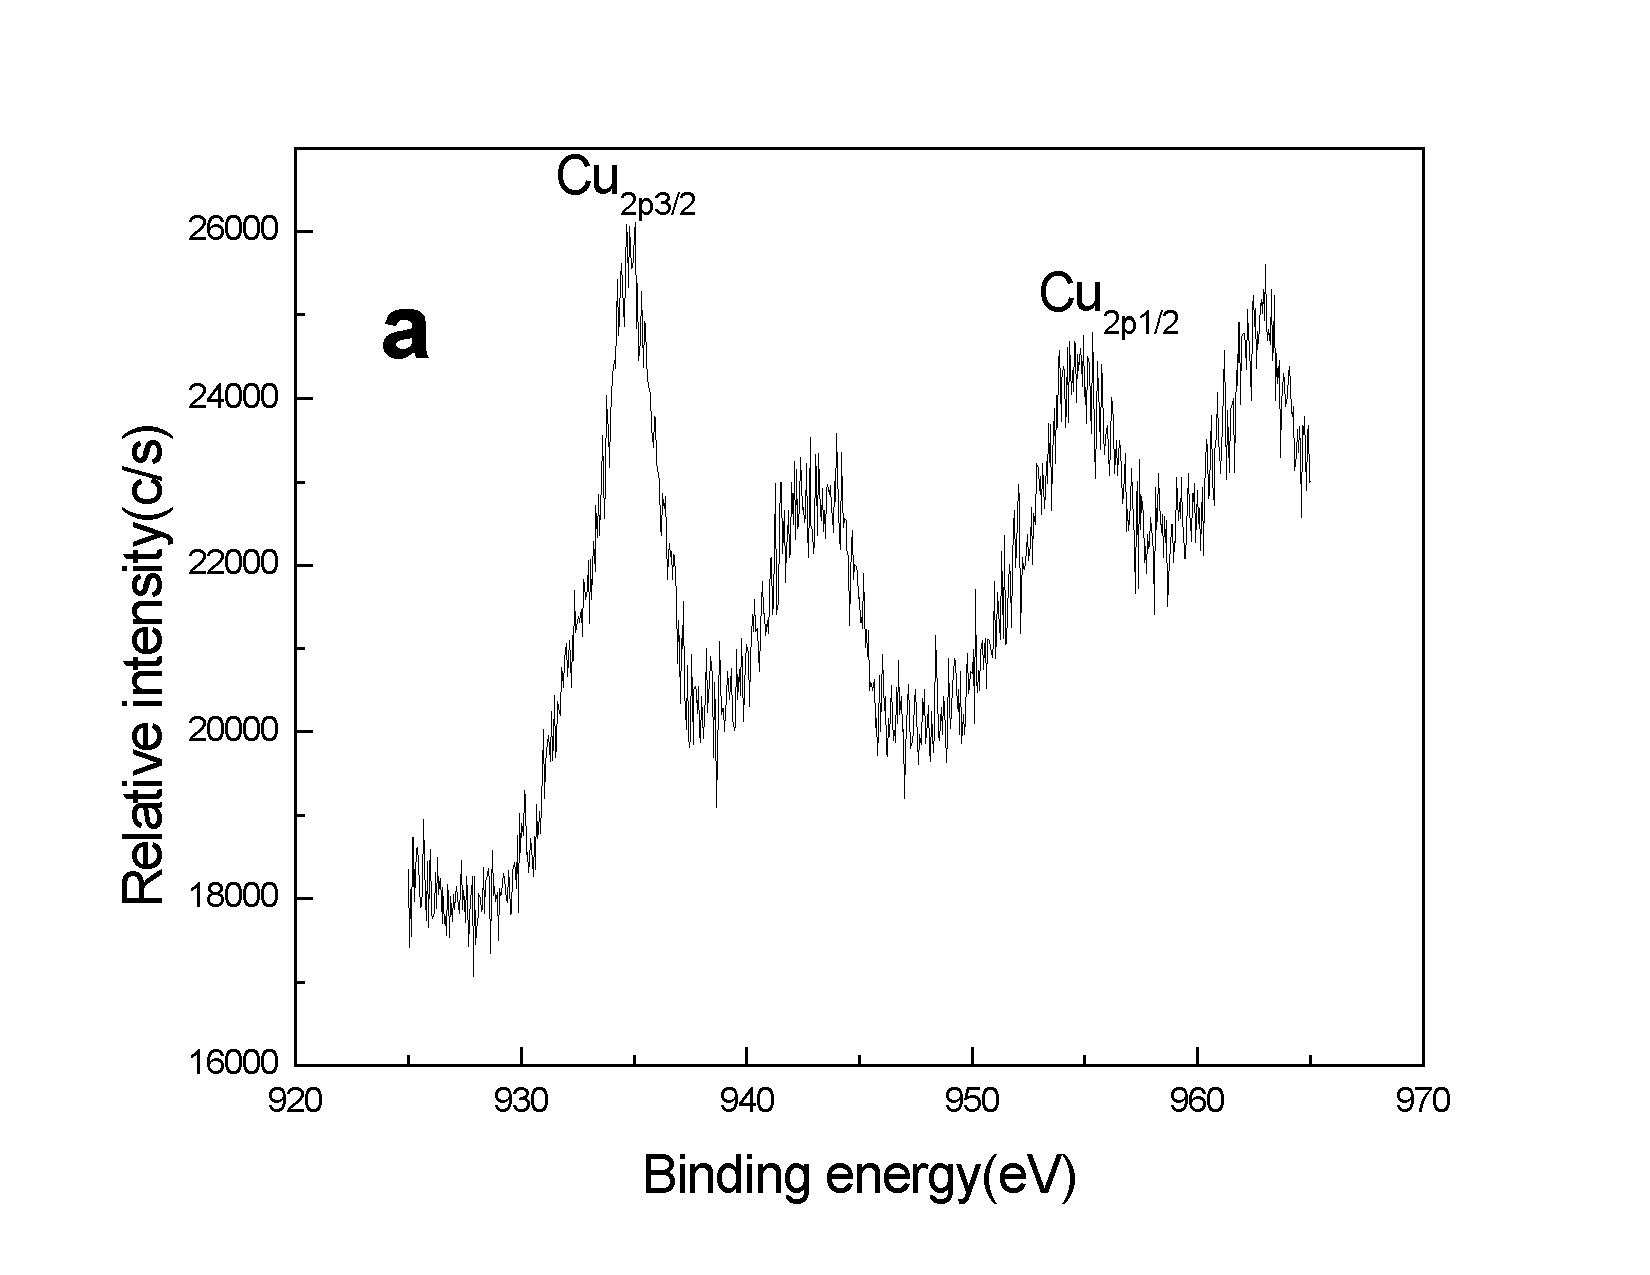 Cu2p3/2
Cu2p1/2
a
26000
24000
22000
20000
18000
16000
Relative intensity(c/s)
920 930 940 950 960 970
Binding energy(eV)